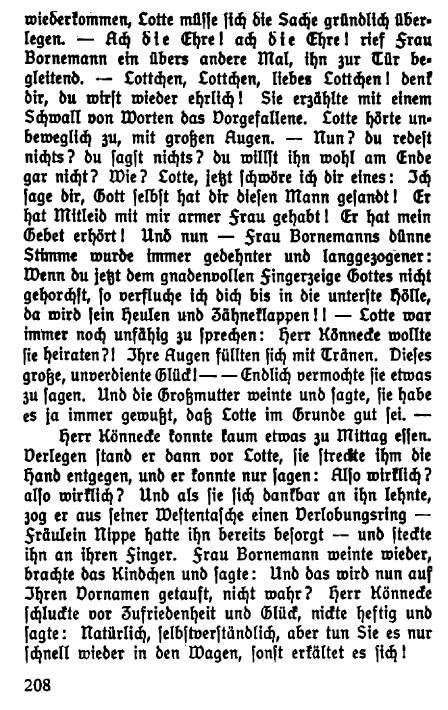 wiederkommen, Lotte müsse sich die Sache gründlich über-
legen. — Ach die Ehre! ach die Ehre! rief Frau
Bornemann ein übers andere Mal, ihn zur Tür be-
gleitend. — Lottchen, Lottchen, liebes Lottchen! denk
dir, du wirst wieder ehrlich! Sie erzählte mit einem
Schwall von Worten das Vorgefallene. Lotte hörte un-
beweglich zu, mit großen Augen. — Nun? du redest
nichts? du sagst nichts? du willst ihn wohl am Ende
gar nicht? Wie? Lotte, jetzt schwöre ich dir eines: Ich
sage dir, Gott selbst hat dir diesen Mann gesandt! Er
hat Mitleid mit mir armer Frau gehabt! Er hat mein
Gebet erhört! Und nun — Frau Bornemanns dünne
Stimme wurde immer gedehnter und langgezogener:
Wenn du jetzt dem gnadenvollen Fingerzeige Gottes nicht
gehorchst, so verfluche ich dich bis in die unterste Hölle,
da wird sein Heulen und Zähneklappen!! — Lotte war
immer noch unfähig zu sprechen: Herr Könnecke wollte
sie heiraten?! Ihre Augen füllten sich mit Tränen. Dieses
große, unverdiente Glück! — — Endlich vermochte sie etwas
zu sagen. Und die Großmutter weinte und sagte, sie habe
es ja immer gewußt, daß Lotte im Grunde gut sei. —
Herr Könnecke konnte kaum etwas zu Mittag essen.
Verlegen stand er dann vor Lotte, sie streckte ihm die
Hand entgegen, und er konnte nur sagen: Also wirklich?
also wirklich? Und als sie sich dankbar an ihn lehnte,
zog er aus seiner Westentasche einen Verlobungsring —
Fräulein Nippe hatte ihn bereits besorgt — und steckte
ihn an ihren Finger. Frau Bornemann weinte wieder,
brachte das Kindchen und sagte: Und das wird nun auf
Ihren Vornamen getauft, nicht wahr? Herr Könnecke
schluckte vor Zufriedenheit und Glück, nickte heftig und
sagte: Natürlich, selbstverständlich, aber tun Sie es nur
schnell wieder in den Wagen, sonst erkältet es sich!
208